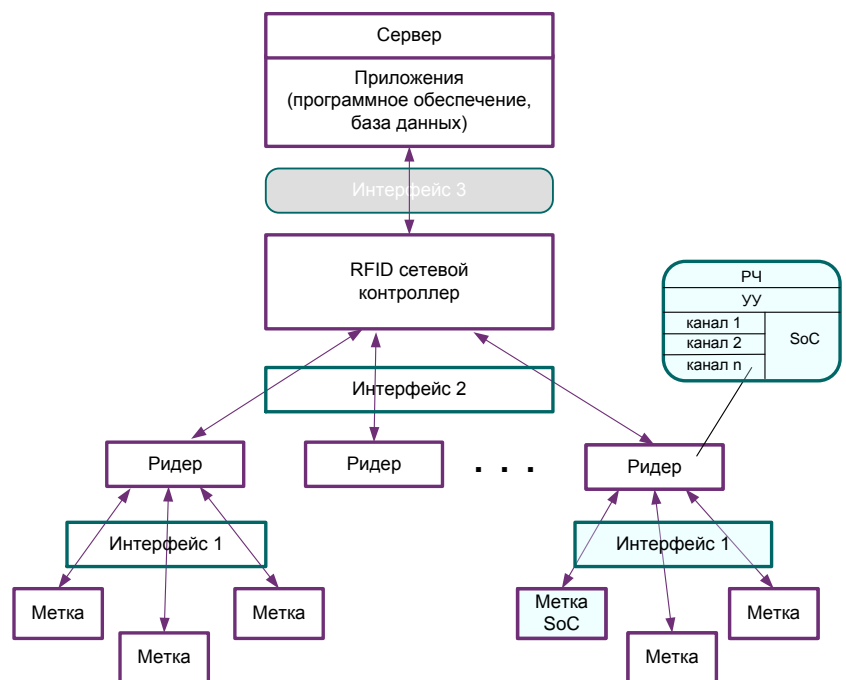 Сервер
Приложения
(программное обеспечение,
база данных)
Интерфейс 3
RFID сетевой
контроллер
РЧ
УУ
канал 1
канал 2
канал n
SoC
Интерфейс 2
Ридер
Ридер
. . .
Ридер
Интерфейс 1
Интерфейс 1
Метка
Метка
Метка
Метка
SoC
Метка
Метка